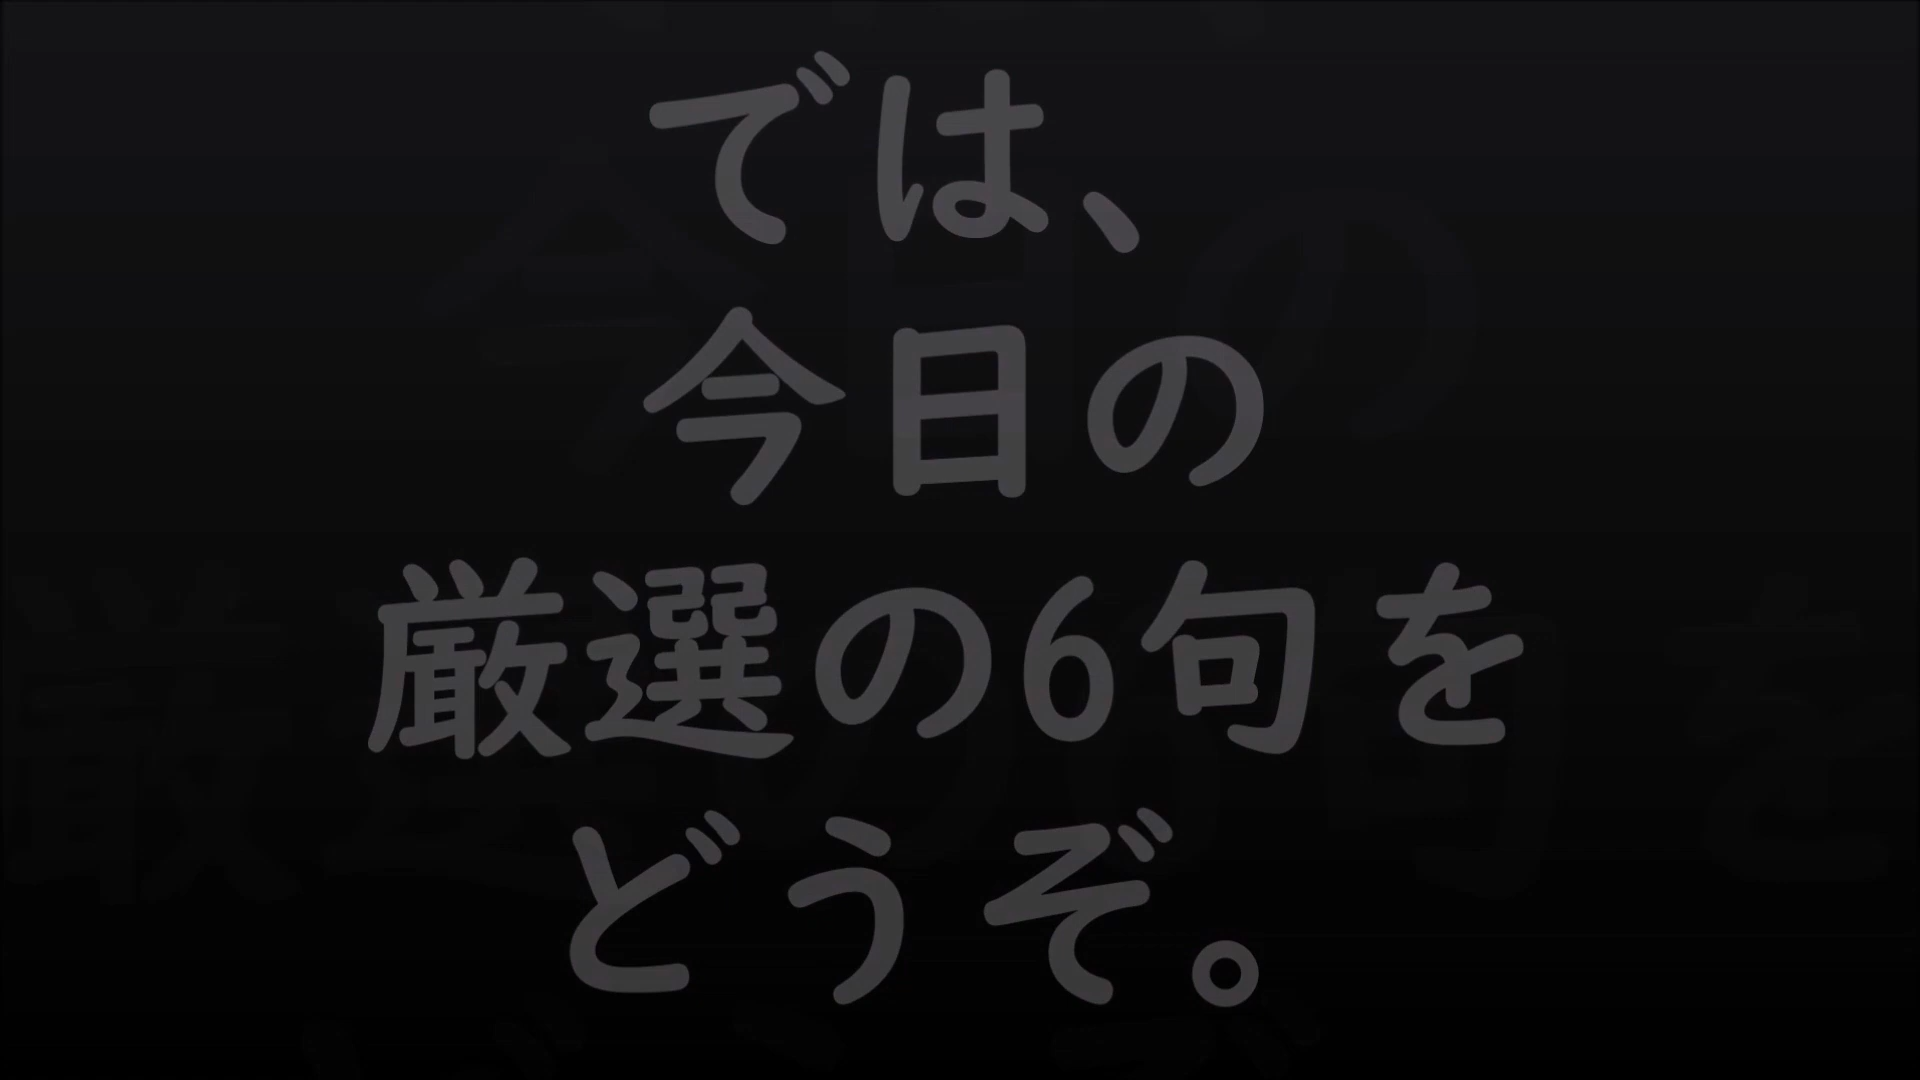 では、
今日の
厳選の6句を
どうぞ。